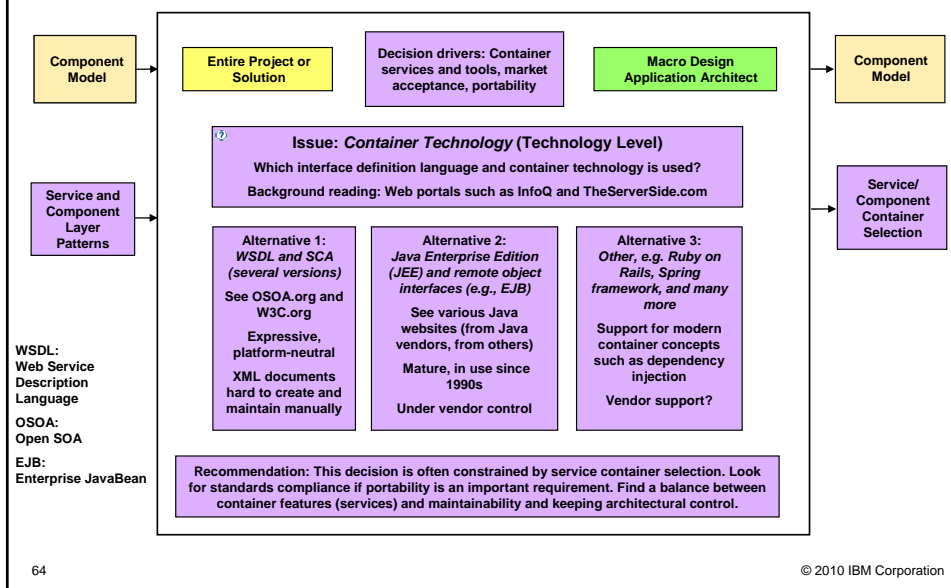 Component
Model
Entire Project or
Solution
Decision drivers: Container
services and tools, market
acceptance, portability
Macro Design
Application Architect
Component
Model
Issue: Container Technology (Technology Level)
Which interface definition language and container technology is used?
Background reading: Web portals such as InfoQ and TheServerSide.com
Service and
Component
Layer
Patterns
Service/
Component
Container
Selection
Alternative 1:
WSDL and SCA
(several versions)
See OSOA.org and
W3C.org
Expressive,
platform-neutral
XML documents
hard to create and
maintain manually
Alternative 2:
Java Enterprise Edition
(JEE) and remote object
interfaces (e.g., EJB)
See various Java
websites (from Java
vendors, from others)
Mature, in use since
1990s
Under vendor control
Alternative 3:
Other, e.g. Ruby on
Rails, Spring
framework, and many
more
Support for modern
container concepts
such as dependency
injection
Vendor support?
WSDL:
Web Service
Description
Language
OSOA:
Open SOA
EJB:
Enterprise JavaBean
Recommendation: This decision is often constrained by service container selection. Look
for standards compliance if portability is an important requirement. Find a balance between
container features (services) and maintainability and keeping architectural control.
64
© 2010 IBM Corporation